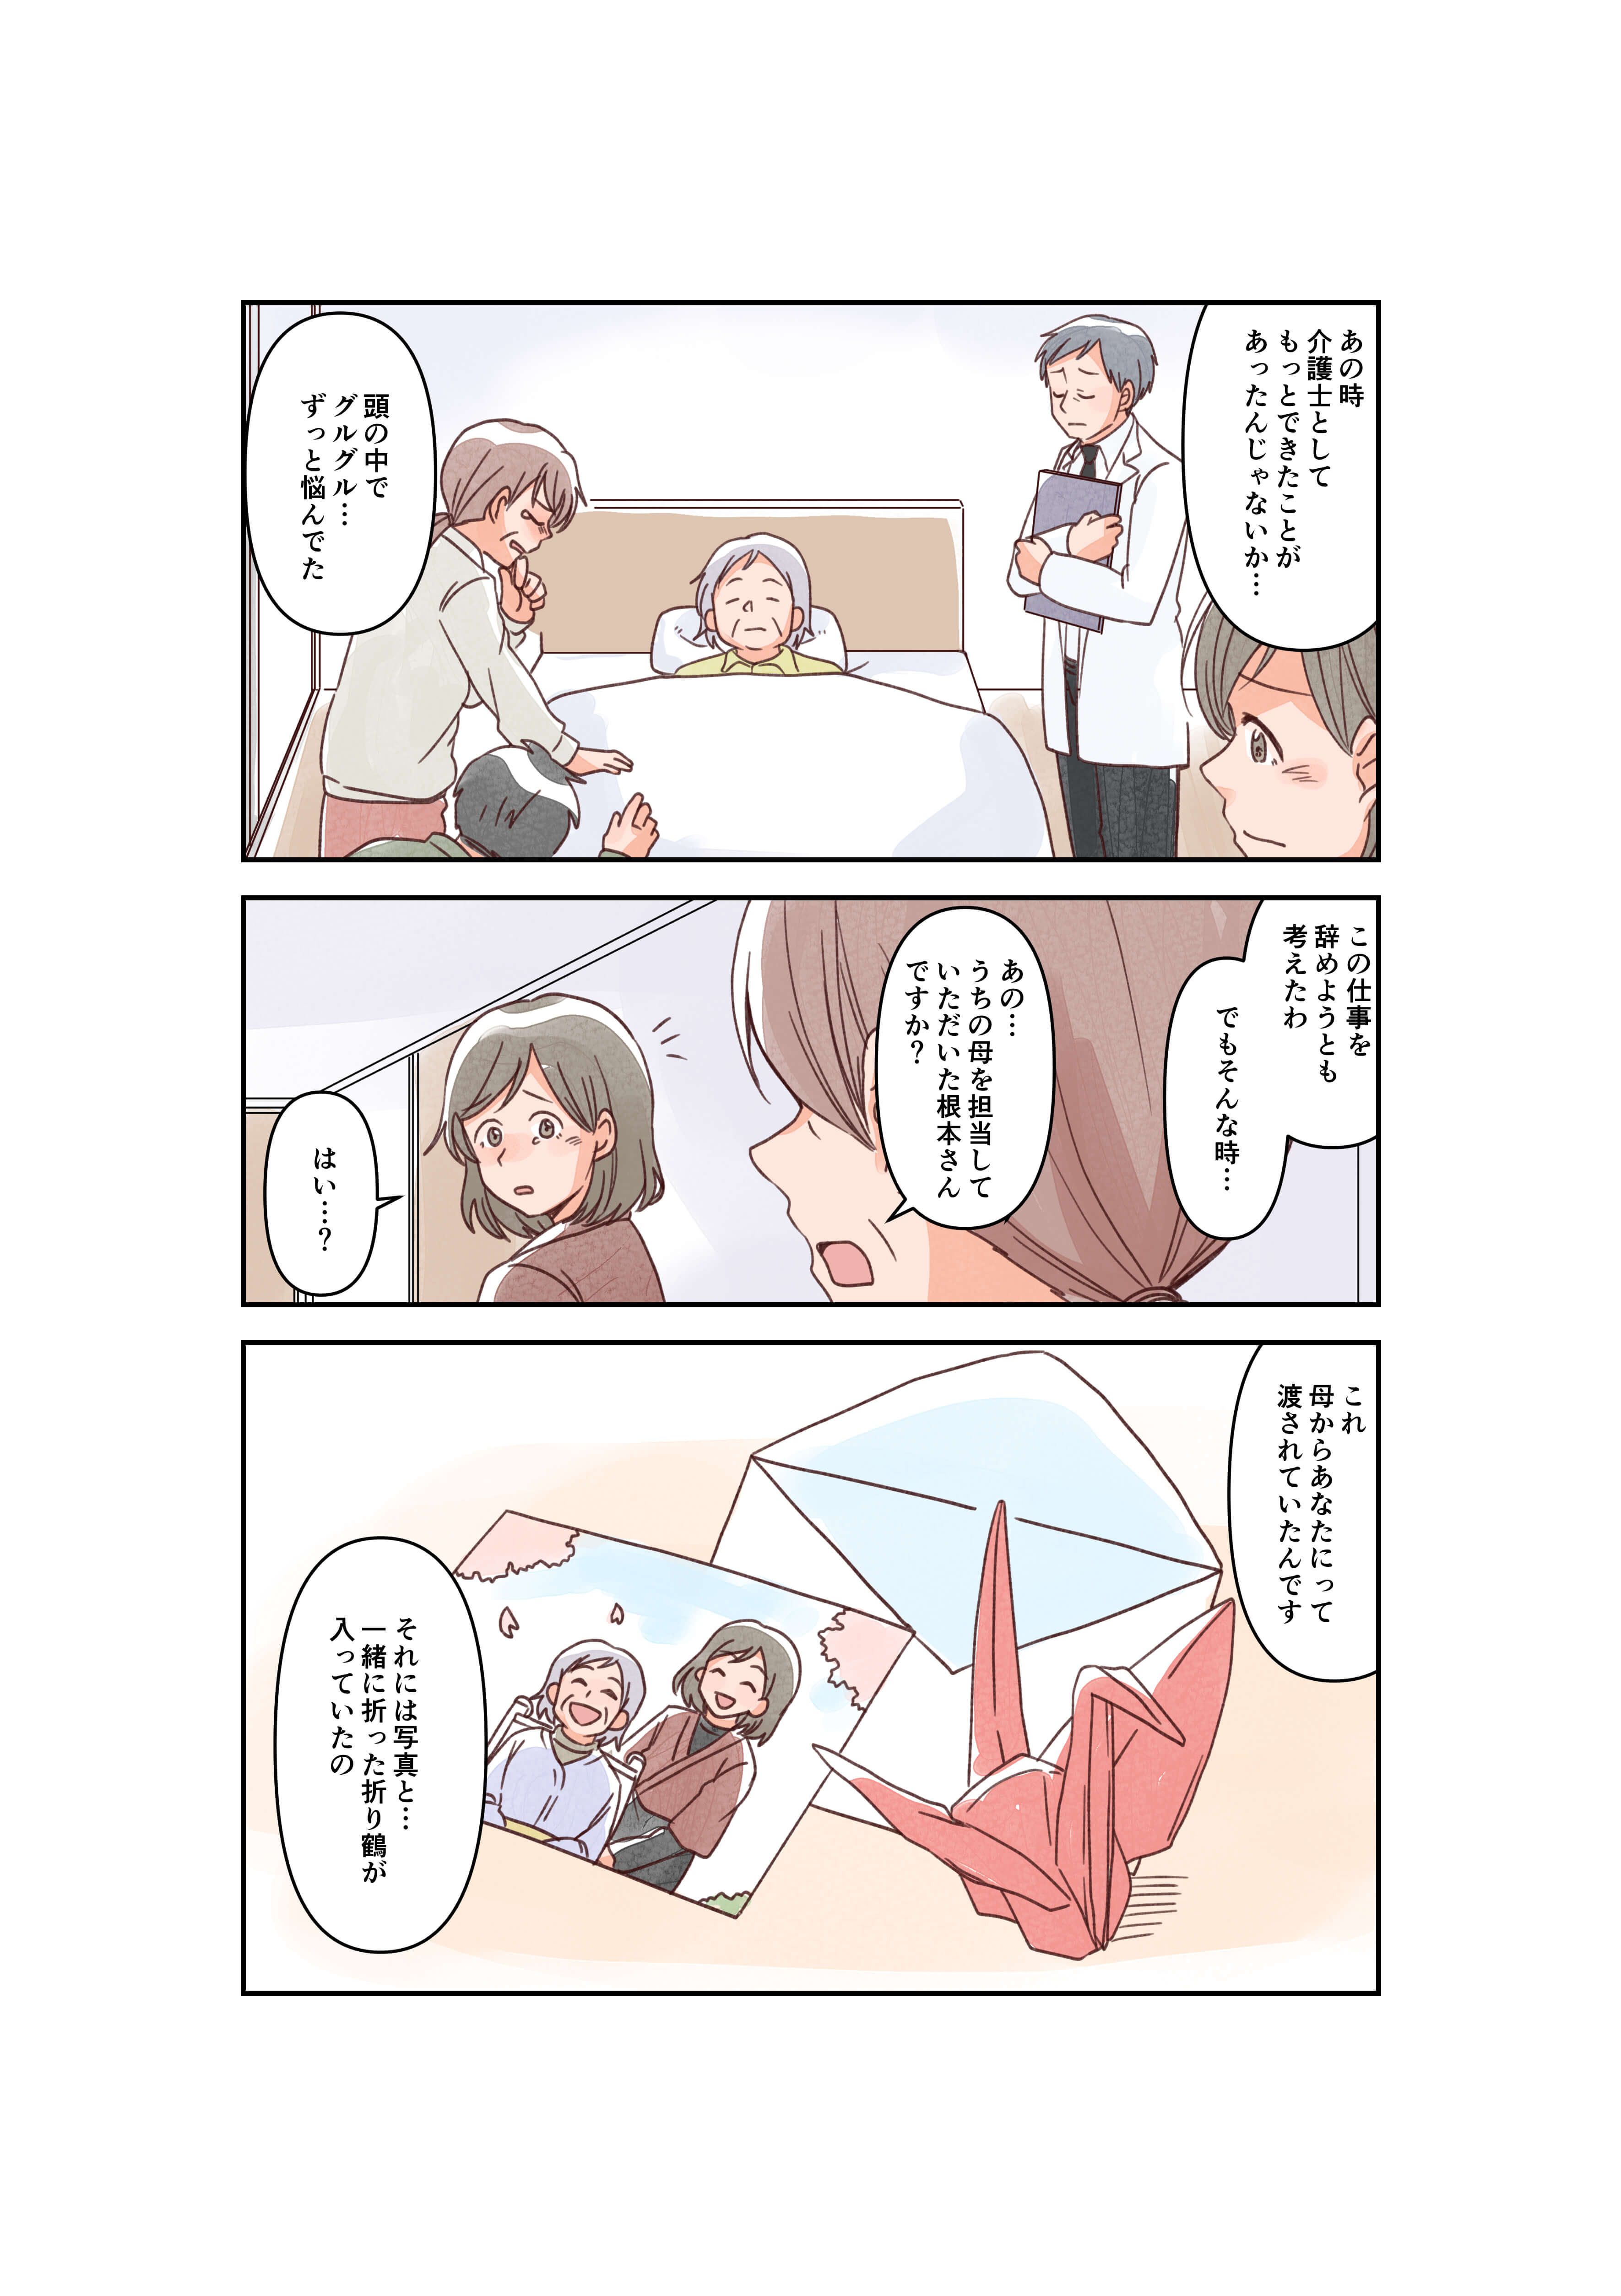 あの時
介護士として
もっとできたことが
あったんじゃないか…
頭の中で
グルグル…
ずっと悩んでた
この仕事を
辞めようとも
考えたわ
でもそんな時…
あの…
うちの母を担当して
いただいた根本さん
ですか？
はい…？
これ
母からあなたにって
渡されていたんです
それには写真と…
一緒に折った折り鶴が
入っていたの